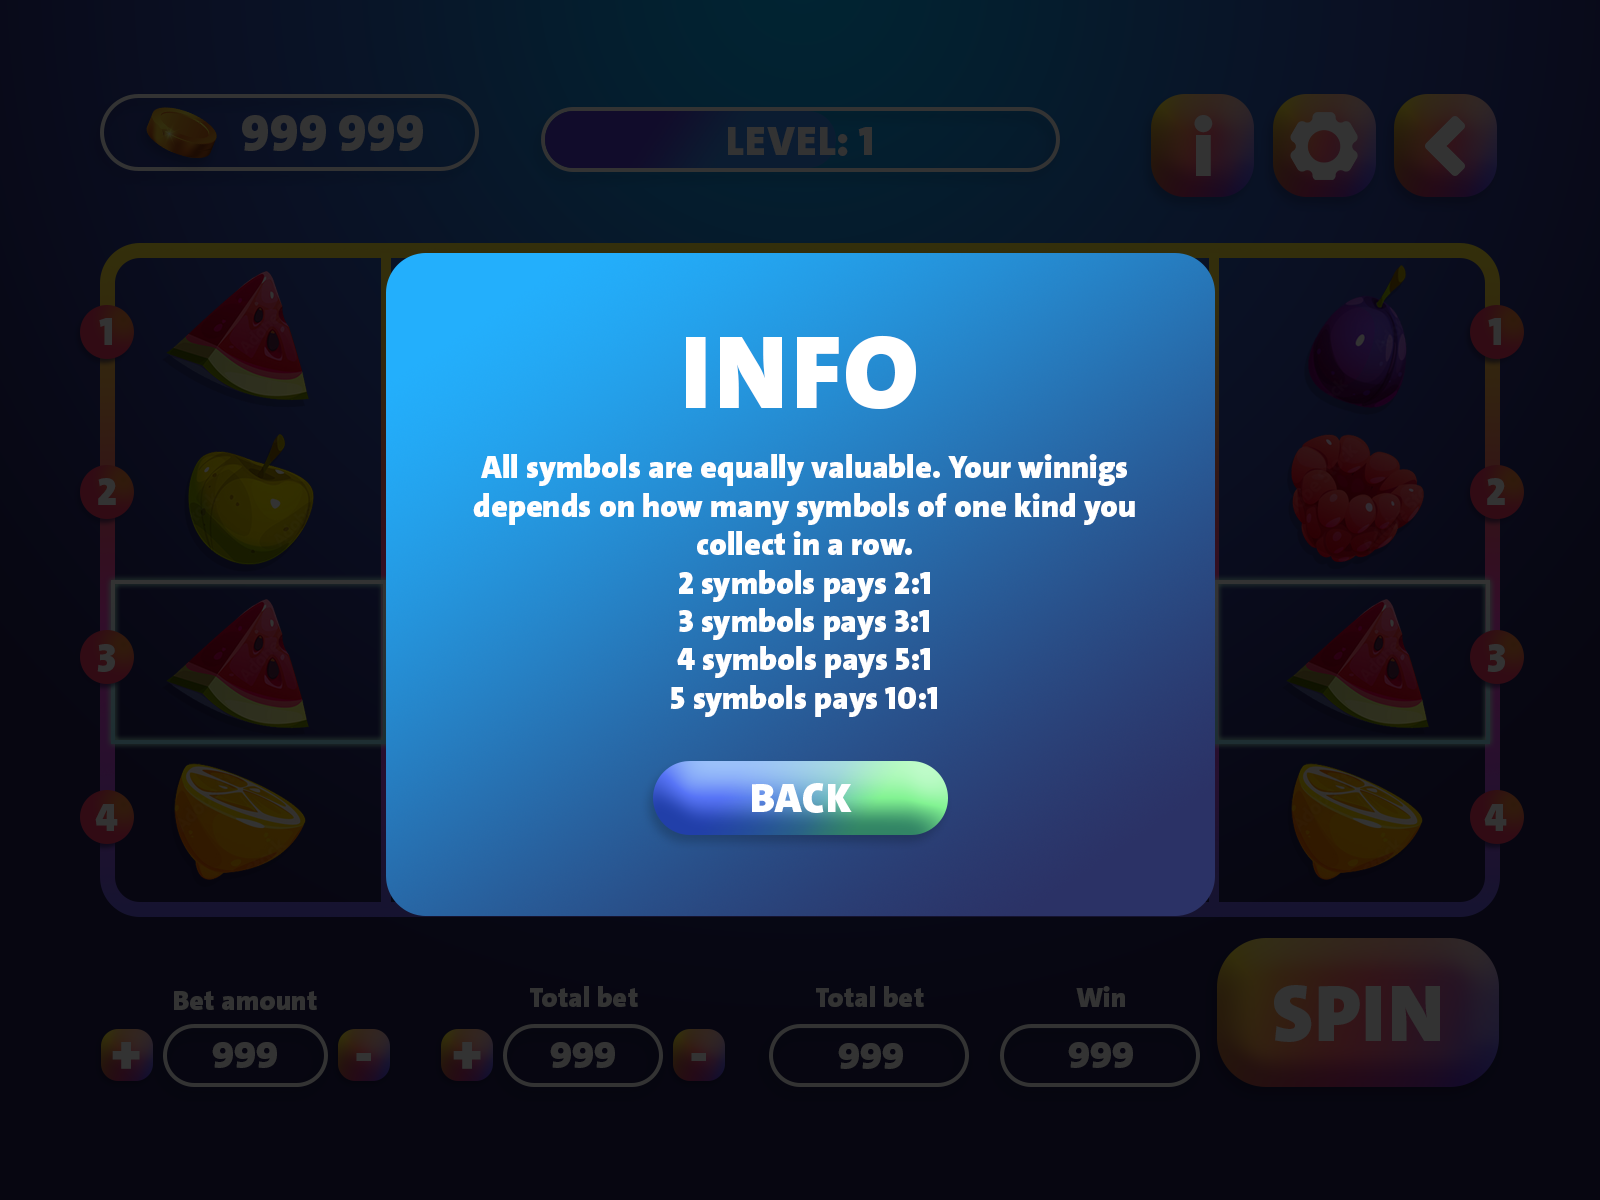 999 999
LEVEL: 1
i
1
1
2
2
3
3
4
4
INFO
All symbols are equally valuable. Your winnigs
depends on how many symbols of one kind you
collect in a row.
2 symbols pays 2:1
3 symbols pays 3:1
4 symbols pays 5:1
5 symbols pays 10:1
BACK
Bet amount
+ 999 -
Total bet
+ 999 -
Total bet
999
Win
999
SPIN